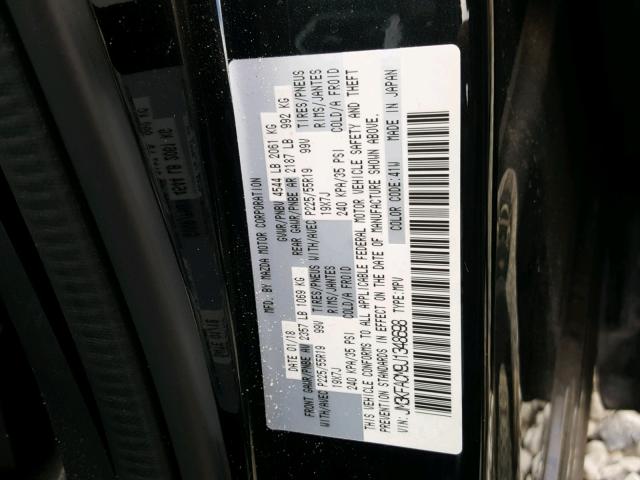 MFD. BY MAZDA MOTOR CORPORATION
DATE 01/18 GVWR/PNBV 4544 LB 2061 KG
FRONT GAWR/PNBE AV 2357 LB 1069 KG REAR GAWR/PNBE AR 2187 LB 992 KG
WITH/AVEC P225/55R19 99V TIRES/PNEUS WITH/AVEC P225/55R19 99V TIRES/PNEUS
19X7J RIMS/JANTES 19X7J RIMS/JANTES
240 KPA/35 PSI COLD/A FROID 240 KPA/35 PSI COLD/A FROID
THIS VEHICLE CONFORMS TO ALL APPLICABLE FEDERAL MOTOR VEHICLE SAFETY AND THEFT
PREVENTION STANDARDS IN EFFECT ON THE DATE OF MANUFACTURE SHOWN ABOVE.
VIN: TYPE:MPV COLOR CODE:41W MADE IN JAPAN